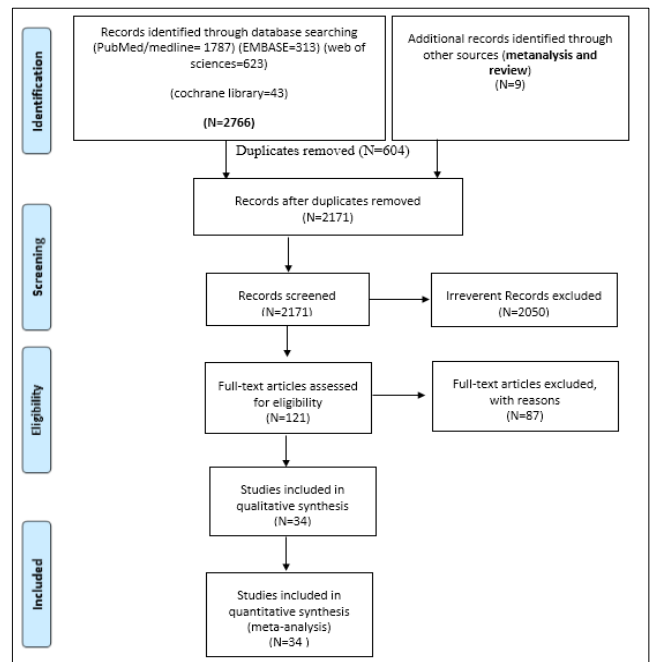 Identification
Records identified through database searching
(PubMed/medline= 1787) (EMBASE=313) (web of
sciences=623)
(cochrane library=43)
(N=2766)
Additional records identified through
other sources (metanalysis and
review)
(N=9)
Duplicates removed (N=604)
Records after duplicates removed
(N=2171)
Screening
Records screened
(N=2171)
Irreverent Records excluded
(N=2050)
Eligibility
Full-text articles assessed
for eligibility
(N=121)
Full-text articles excluded,
with reasons
(N=87)
Studies included in
qualitative synthesis
(N=34)
Included
Studies included in
quantitative synthesis
(meta-analysis)
(N=34 )